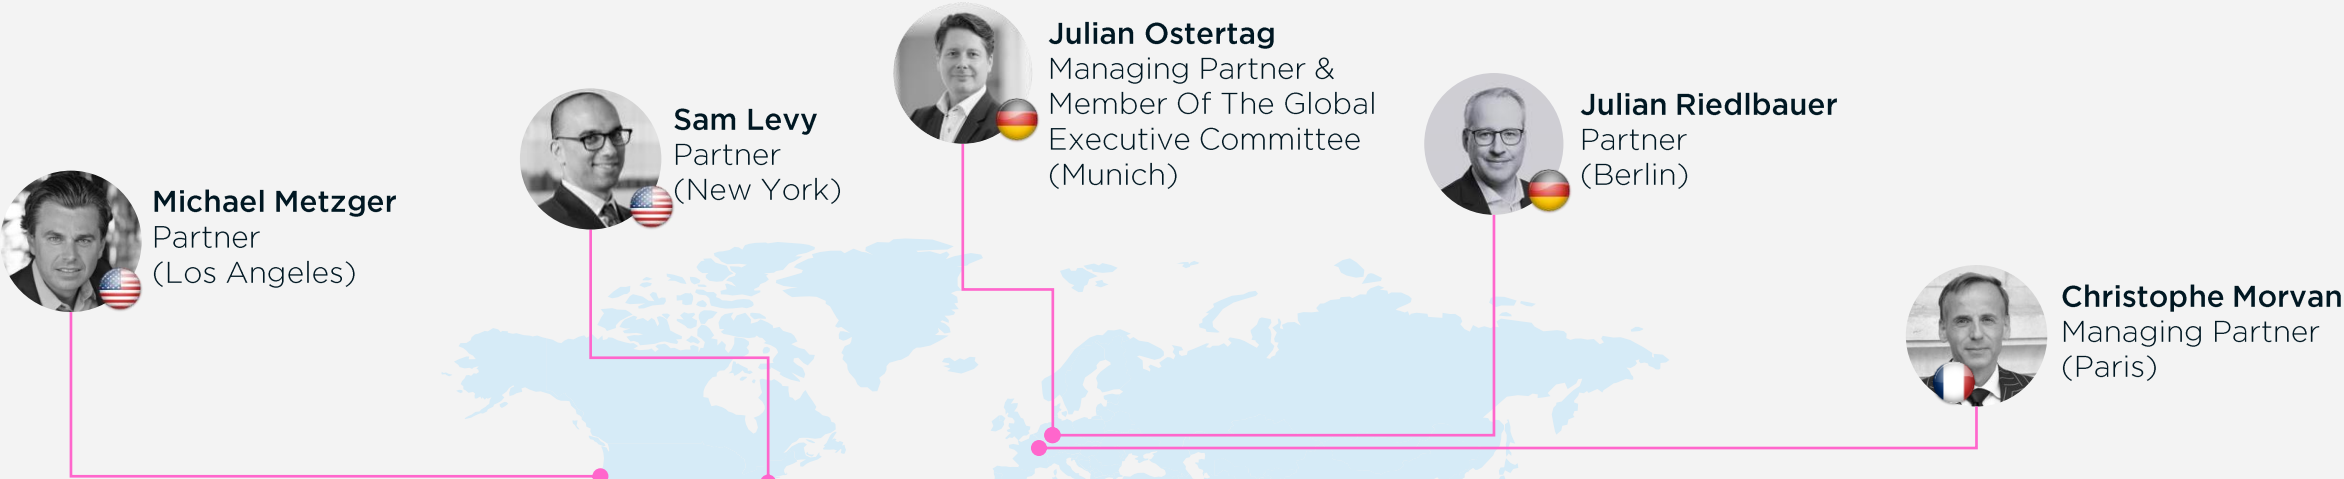 Michael Metzger
Partner
(Los Angeles)
Sam Levy
Partner
(New York)
Julian Ostertag
Managing Partner &
Member Of The Global
Executive Committee
(Munich)
Julian Riedlbauer
Partner
(Berlin)
Christophe Morvan
Managing Partner
(Paris)